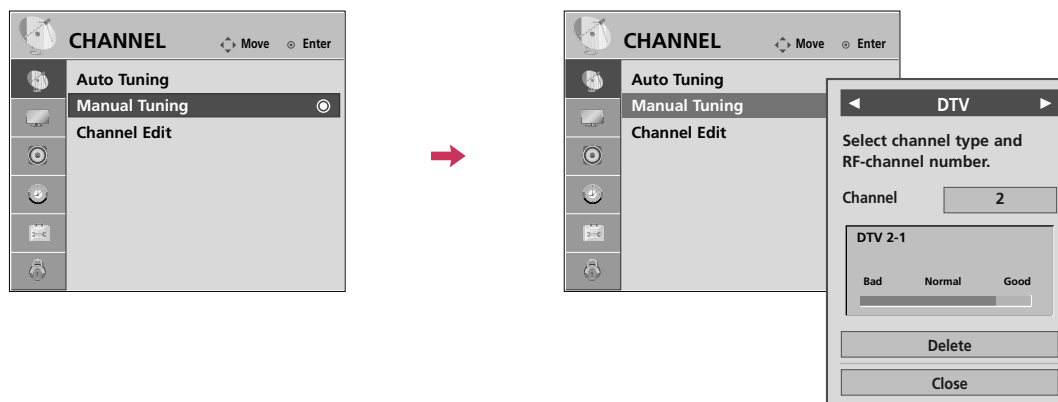 CHANNEL Move Enter
Auto Tuning
Manual Tuning
Channel Edit
CHANNEL Move Enter
Auto Tuning
Manual Tuning
Channel Edit
DTV
Select channel type and
RF-channel number.
Channel 2
DTV 2-1
Bad Normal Good
Delete
Close